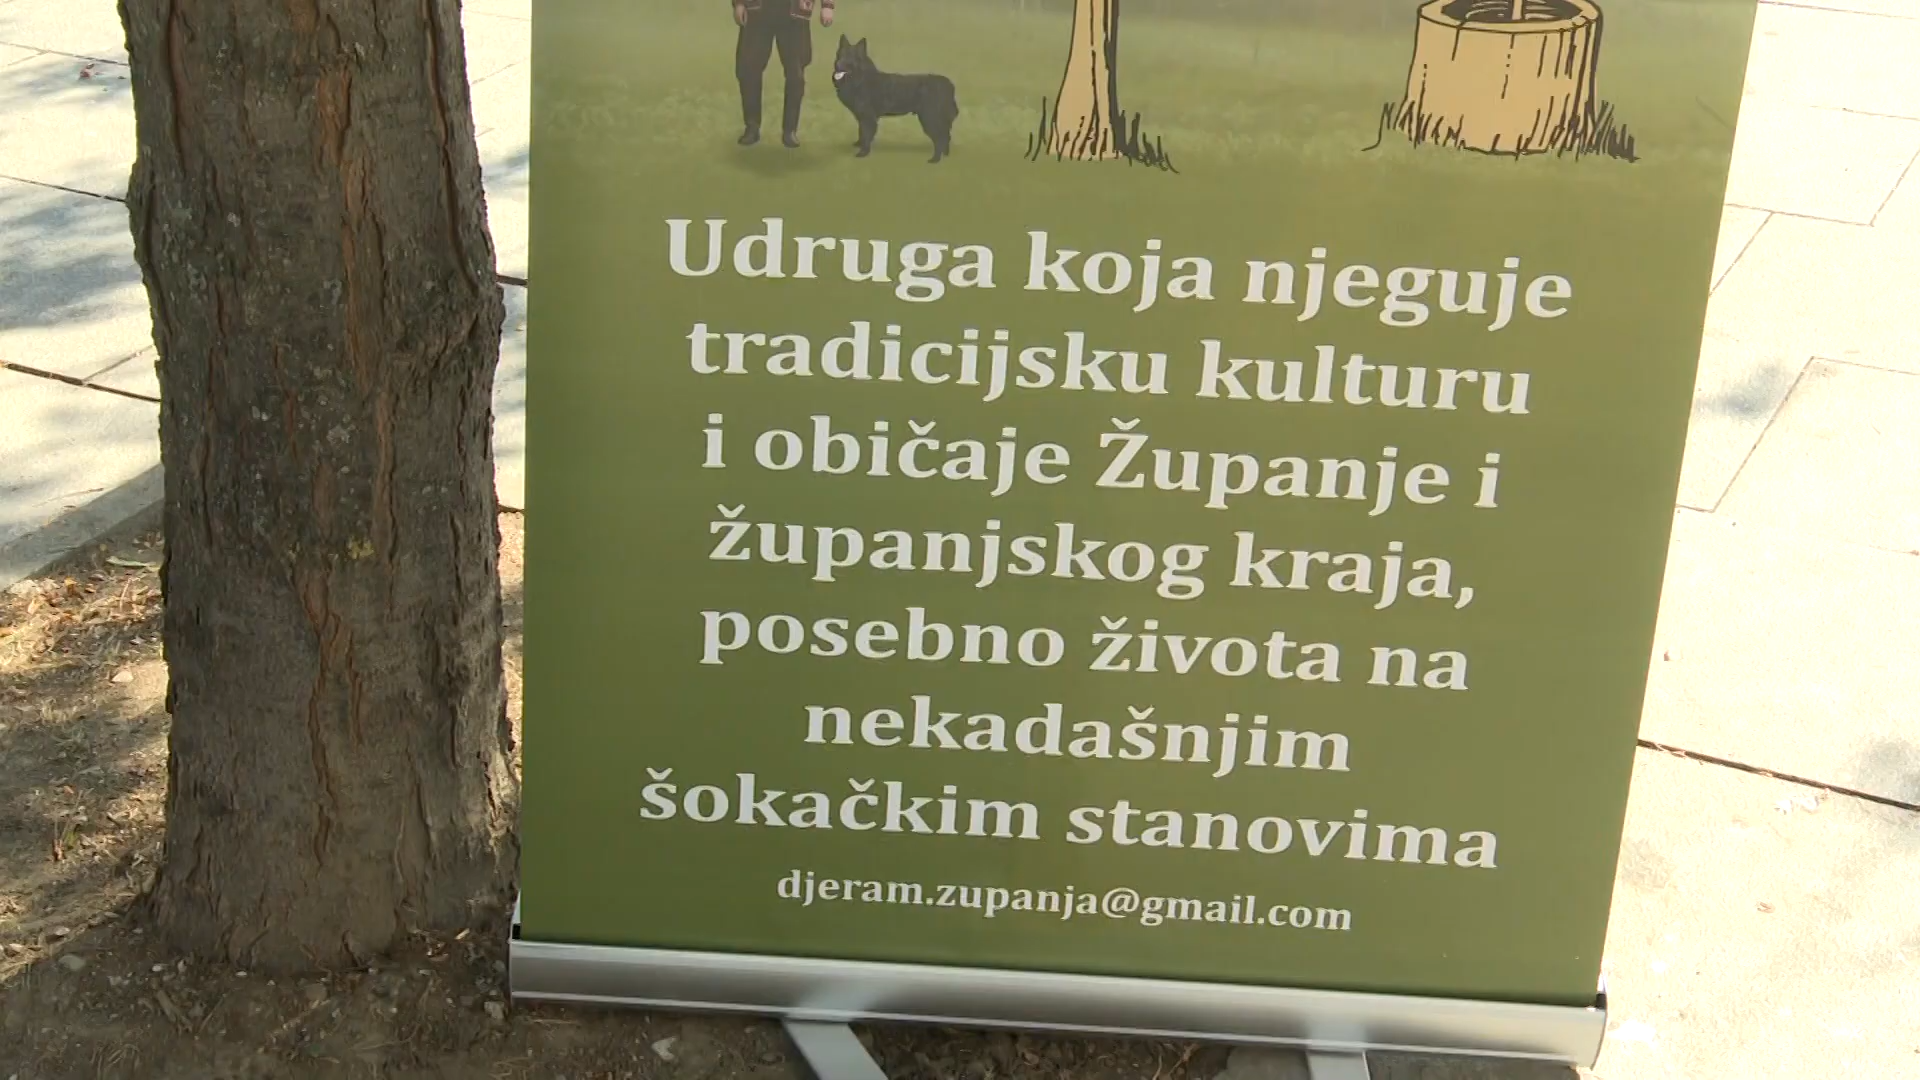 Udruga koja njeguje
tradicijsku kulturu
i običaje Županje i
županjskog kraja,
posebno života na
nekadašnjim
šokačkim stanovima
djeram.zupanja@gmail.com